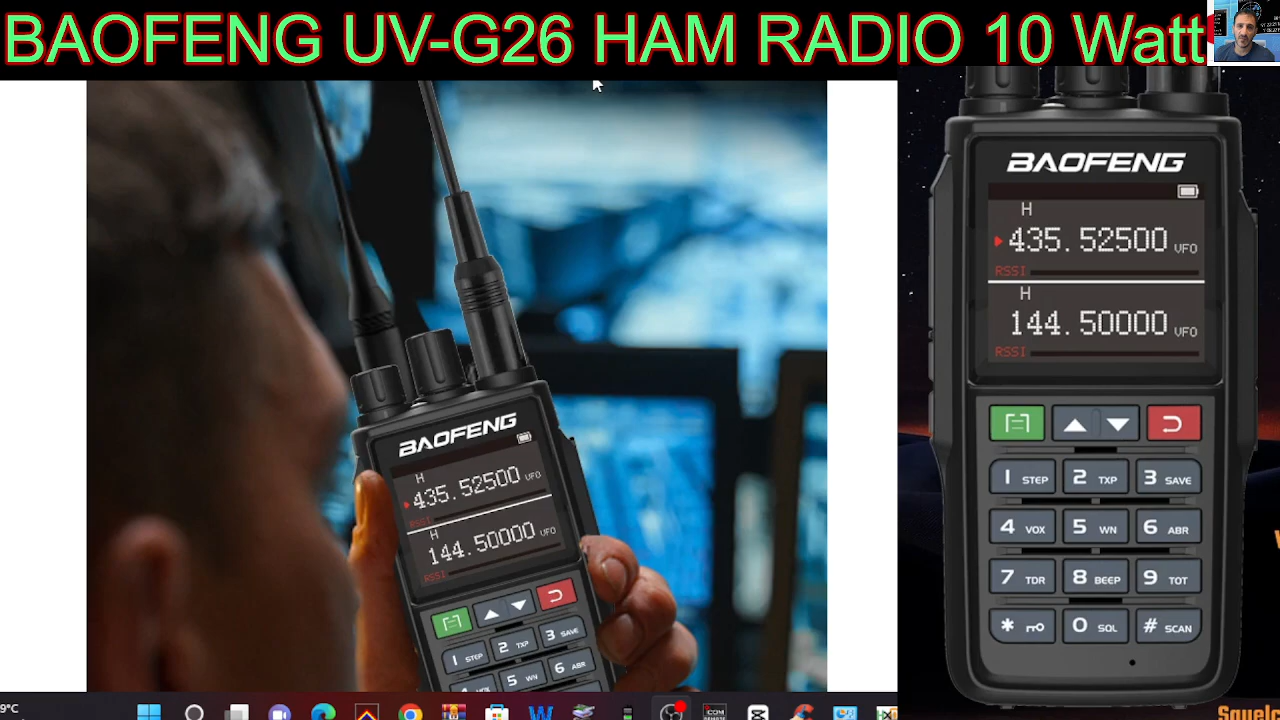 BAOFENG UV-G26 HAM RADIO 10 Watt
BAOFENG
H
435.52500 VFO
RSSI
H
144.50000 VFO
RSSI
1 STEP 2 TXP 3 SAVE
4 VOX 5 WN 6 ABR
7 TDR 8 BEEP 9 TOT
* 0 SQL # SCAN
BAOFENG
H
435.52500 VFO
RSSI
H
144.50000 VFO
RSSI
1 STEP 2 TXP 3 SAVE
5 WN 6 ABR
9°C